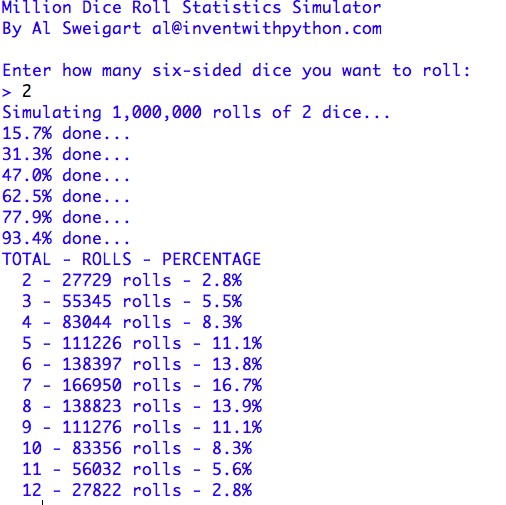 Million Dice Roll Statistics Simulator
By Al Sweigart al@inventwithpython.com
Enter how many six-sided dice you want to roll:
> 2
Simulating 1,000,000 rolls of 2 dice...
15.7% done...
31.3% done...
47.0% done...
62.5% done...
77.9% done...
93.4% done...
TOTAL - ROLLS - PERCENTAGE
2 - 27729 rolls - 2.8%
3 - 55345 rolls - 5.5%
4 - 83044 rolls - 8.3%
5 - 111226 rolls - 11.1%
6 - 138397 rolls - 13.8%
7 - 166950 rolls - 16.7%
8 - 138823 rolls - 13.9%
9 - 111276 rolls - 11.1%
10 - 83356 rolls - 8.3%
11 - 56032 rolls - 5.6%
12 - 27822 rolls - 2.8%